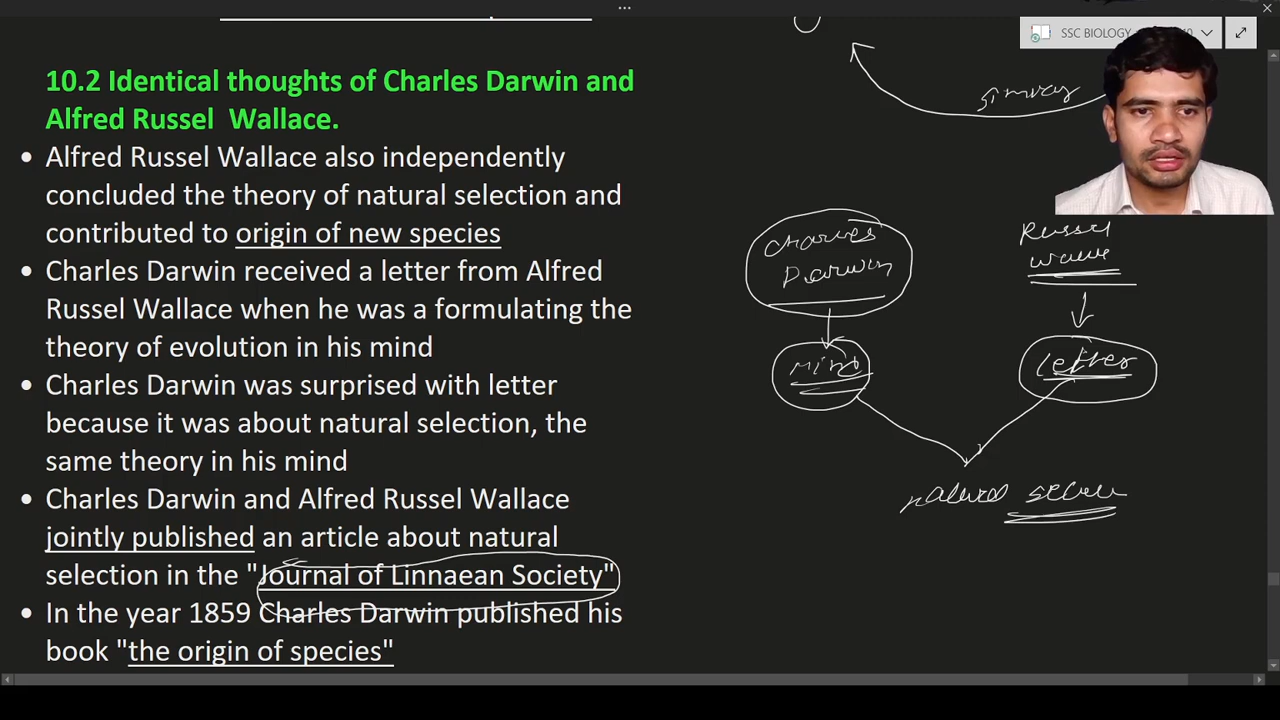 SSC BIOLOGY
10.2 Identical thoughts of Charles Darwin and
Alfred Russel Wallace.
• Alfred Russel Wallace also independently
concluded the theory of natural selection and
contributed to origin of new species
• Charles Darwin received a letter from Alfred
Russel Wallace when he was a formulating the
theory of evolution in his mind
• Charles Darwin was surprised with letter
because it was about natural selection, the
same theory in his mind
• Charles Darwin and Alfred Russel Wallace
jointly published an article about natural
selection in the "Journal of Linnaean Society"
• In the year 1859 Charles Darwin published his
book "the origin of species"
Charles
Darwin
Mind
Russel
letter